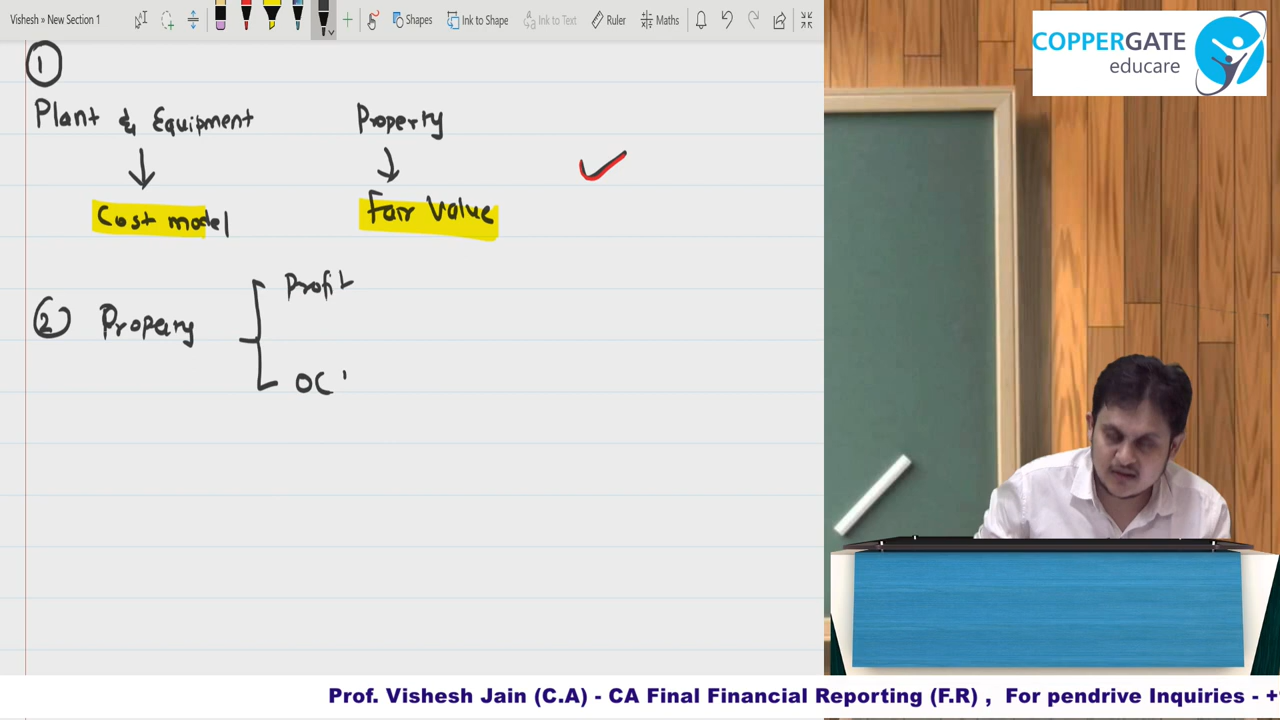 Vishesh » New Section 1
Shapes
Ink to Shape
Ink to Text
Ruler
Maths
COPPERGATE
educare
1
Plant & Equipment
Property
Cost model
Fair Value
2 Property
Profit
OCI
Prof. Vishesh Jain (C.A) - CA Final Financial Reporting (F.R) , For pendrive Inquiries - +